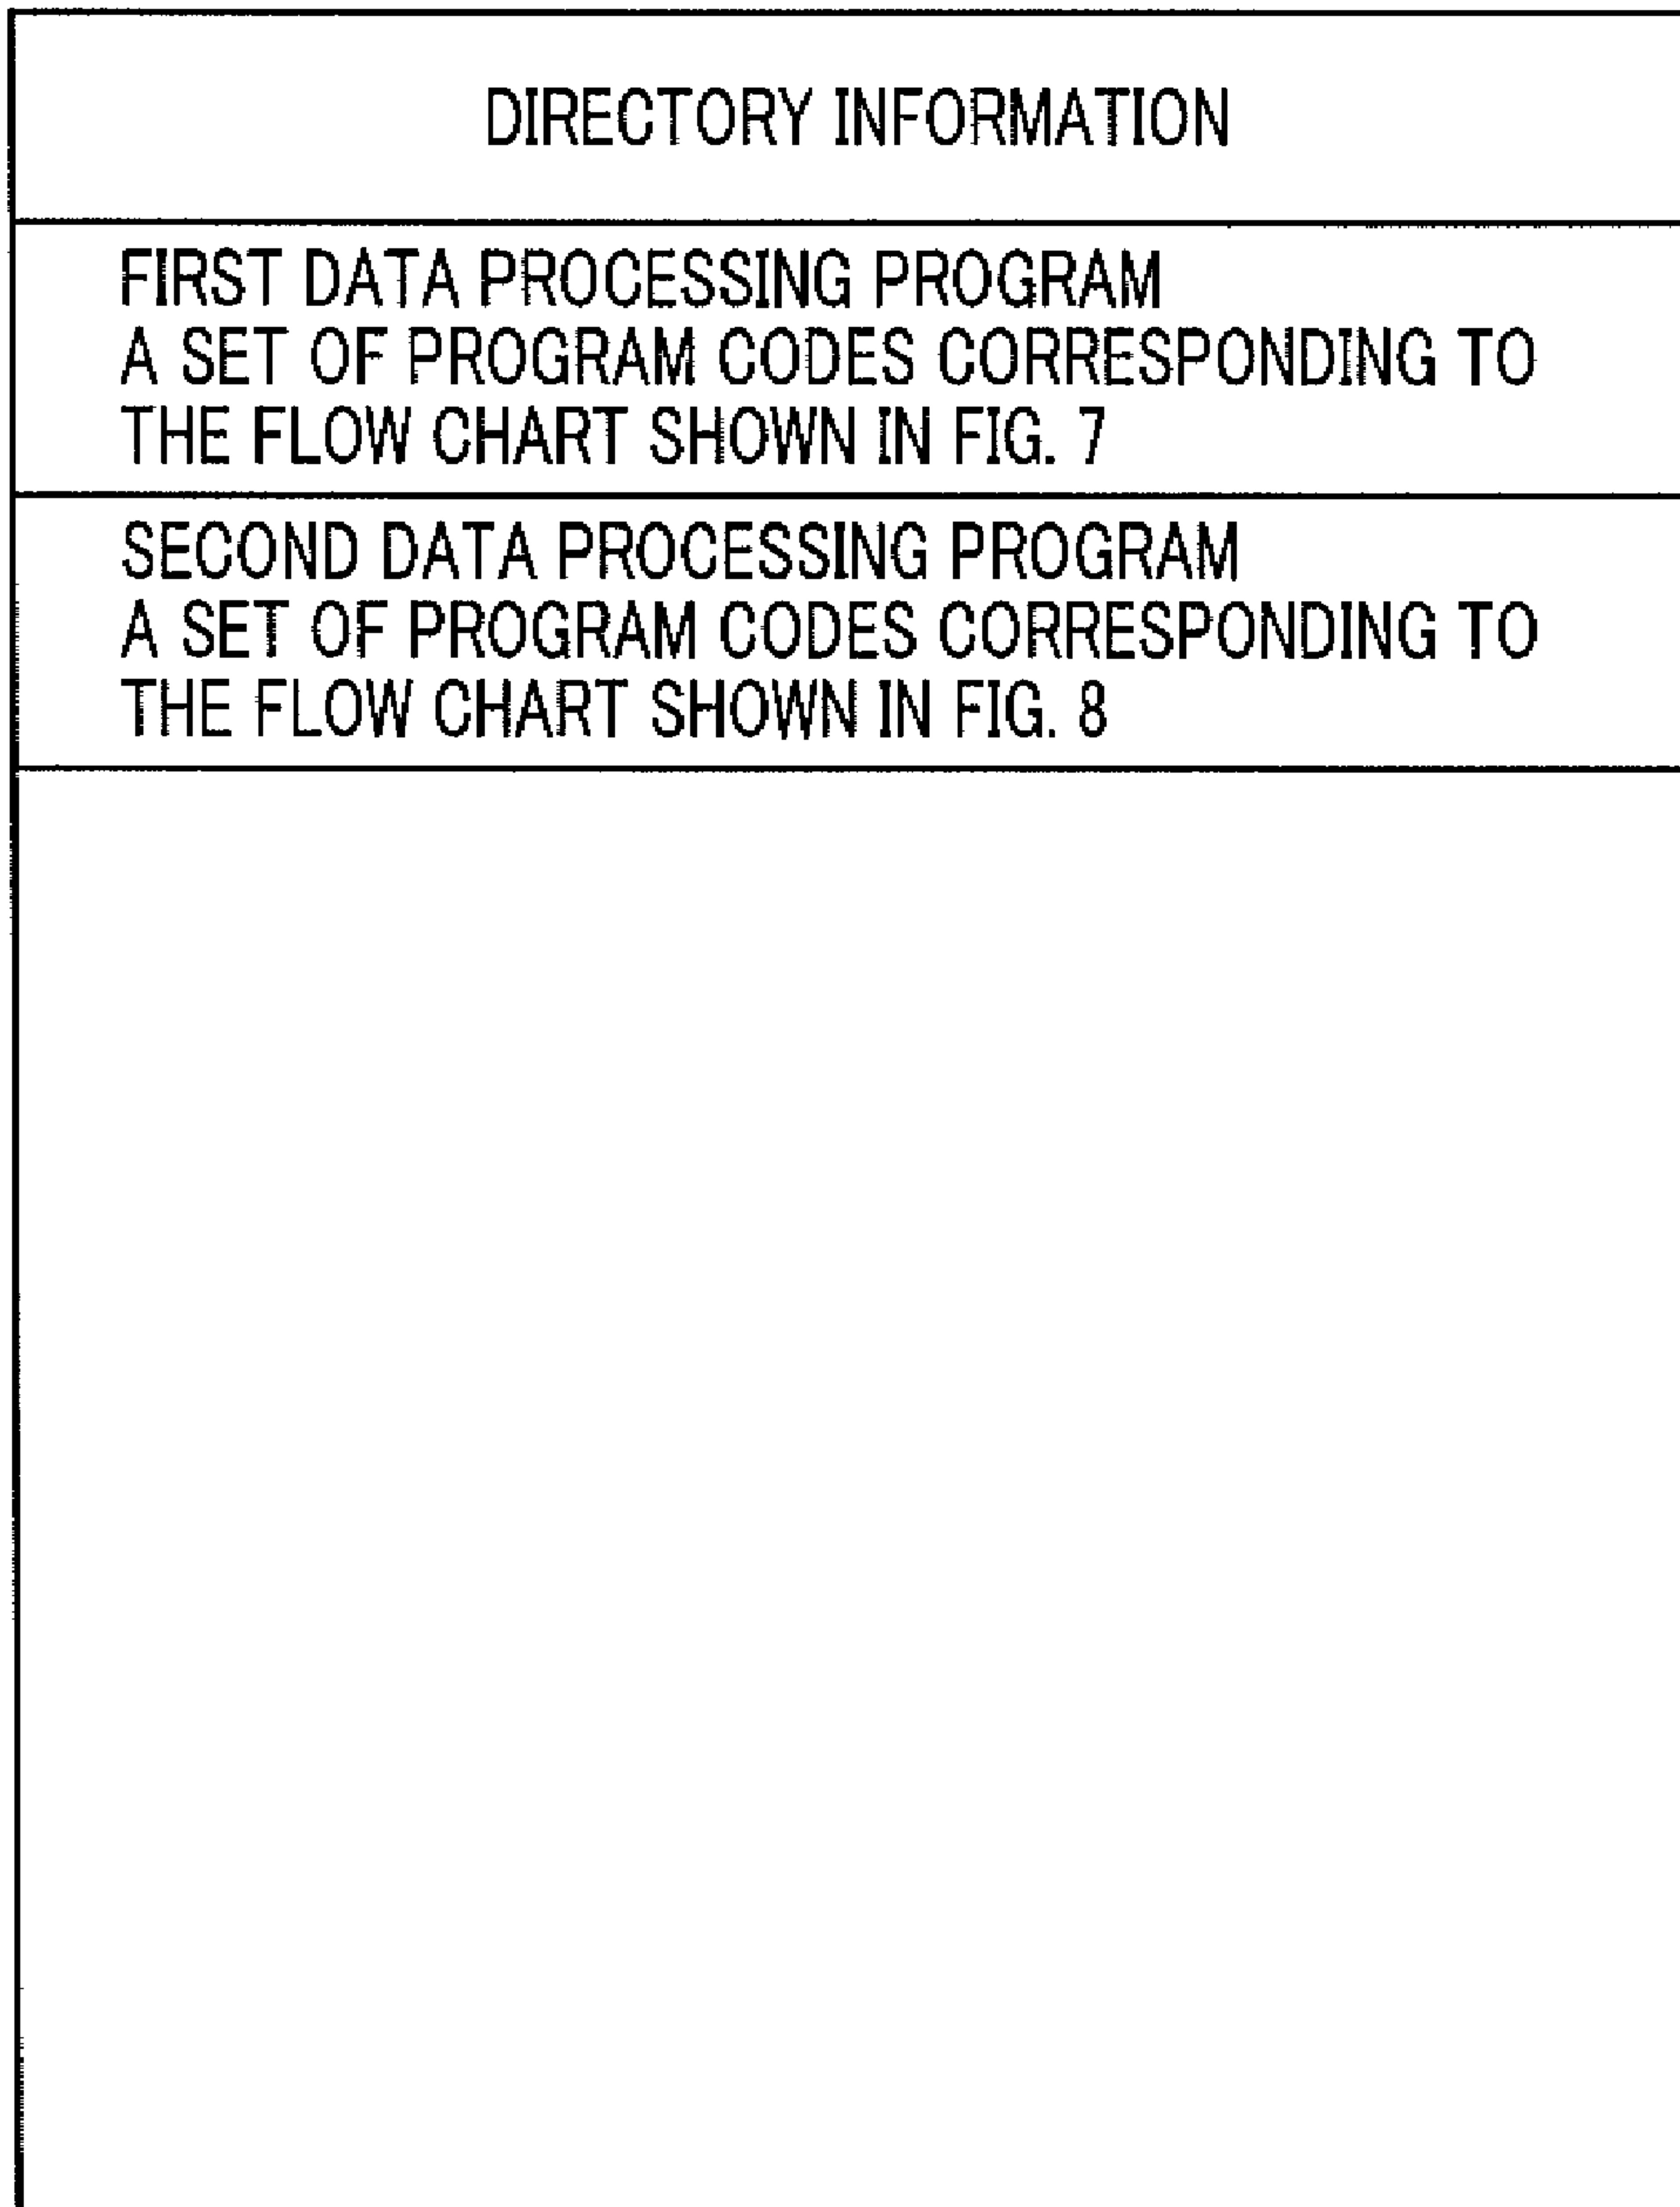 DIRECTORY INFORMATION
FIRST DATA PROCESSING PROGRAM
A SET OF PROGRAM CODES CORRESPONDING TO
THE FLOW CHART SHOWN IN FIG. 7
SECOND DATA PROCESSING PROGRAM
A SET OF PROGRAM CODES CORRESPONDING TO
THE FLOW CHART SHOWN IN FIG. 8